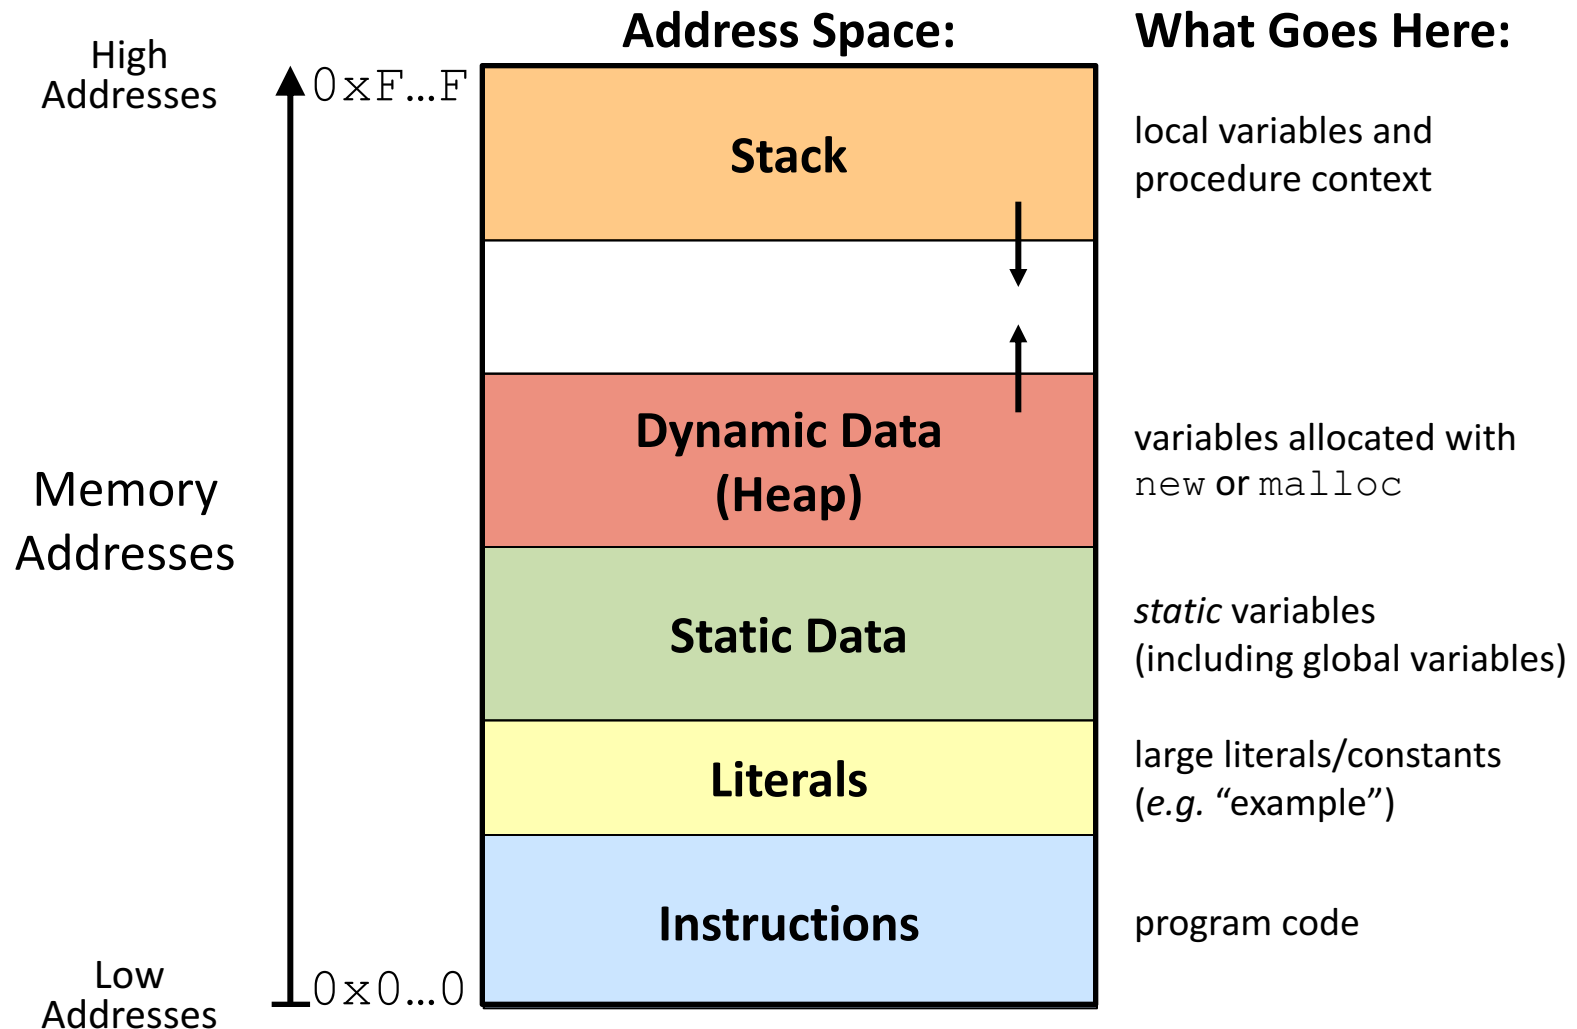 Address Space:
What Goes Here:
High
Addresses
0xF…F
Stack
local variables and
procedure context
Dynamic Data
(Heap)
variables allocated with
new or malloc
Memory
Addresses
Static Data
static variables
(including global variables)
Literals
large literals/constants
(e.g. “example”)
Instructions
program code
Low
Addresses
0x0…0